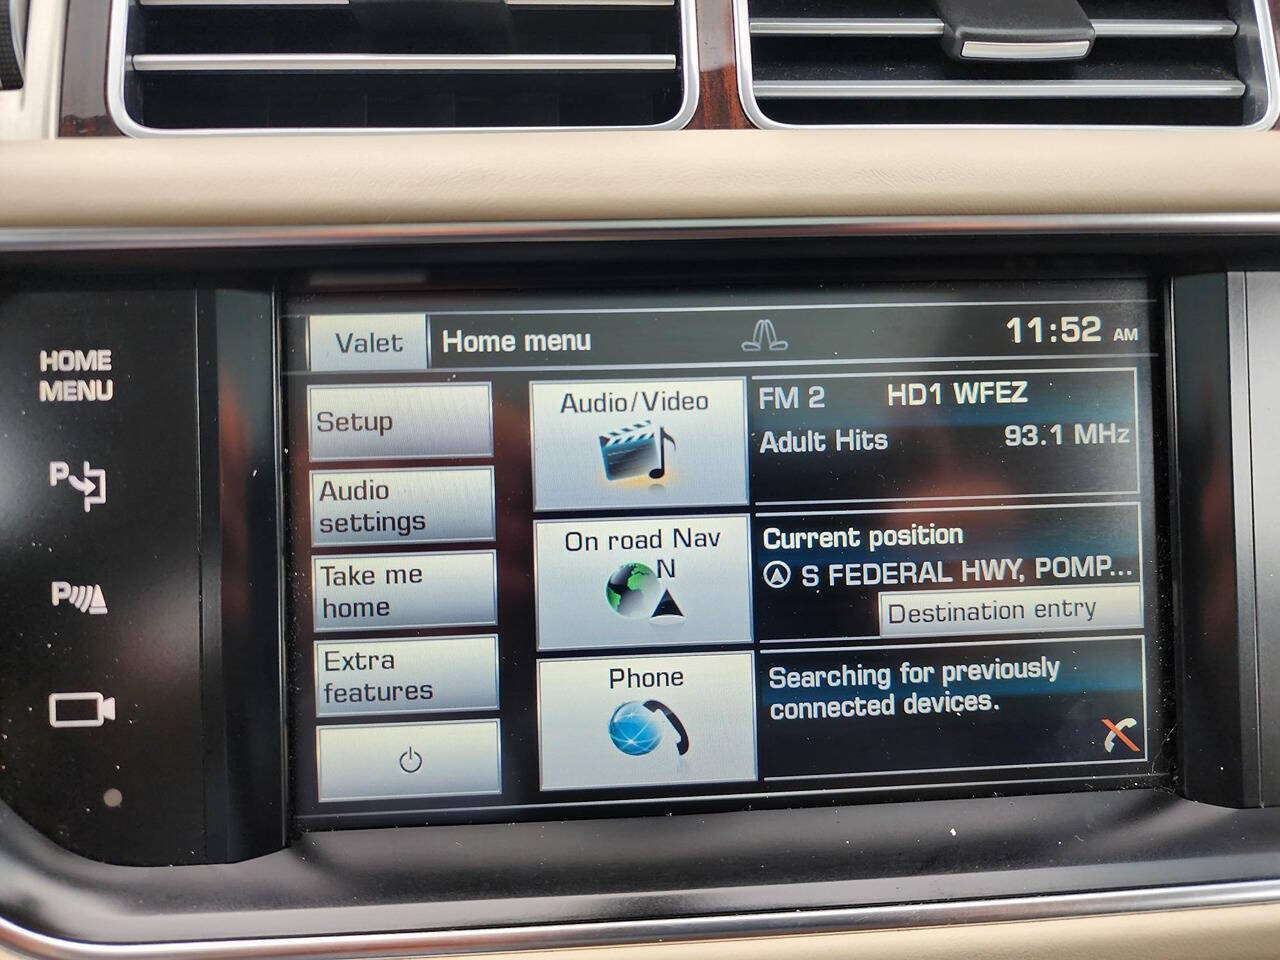 HOME
MENU
P
P
Valet
Home menu
11:52 AM
Setup
Audio
settings
Take me
home
Extra
features
Audio/Video
On road Nav
N
Phone
FM 2 HD1 WFEZ
Adult Hits 93.1 MHz
Current position
S FEDERAL HWY, POMP...
Destination entry
Searching for previously
connected devices.